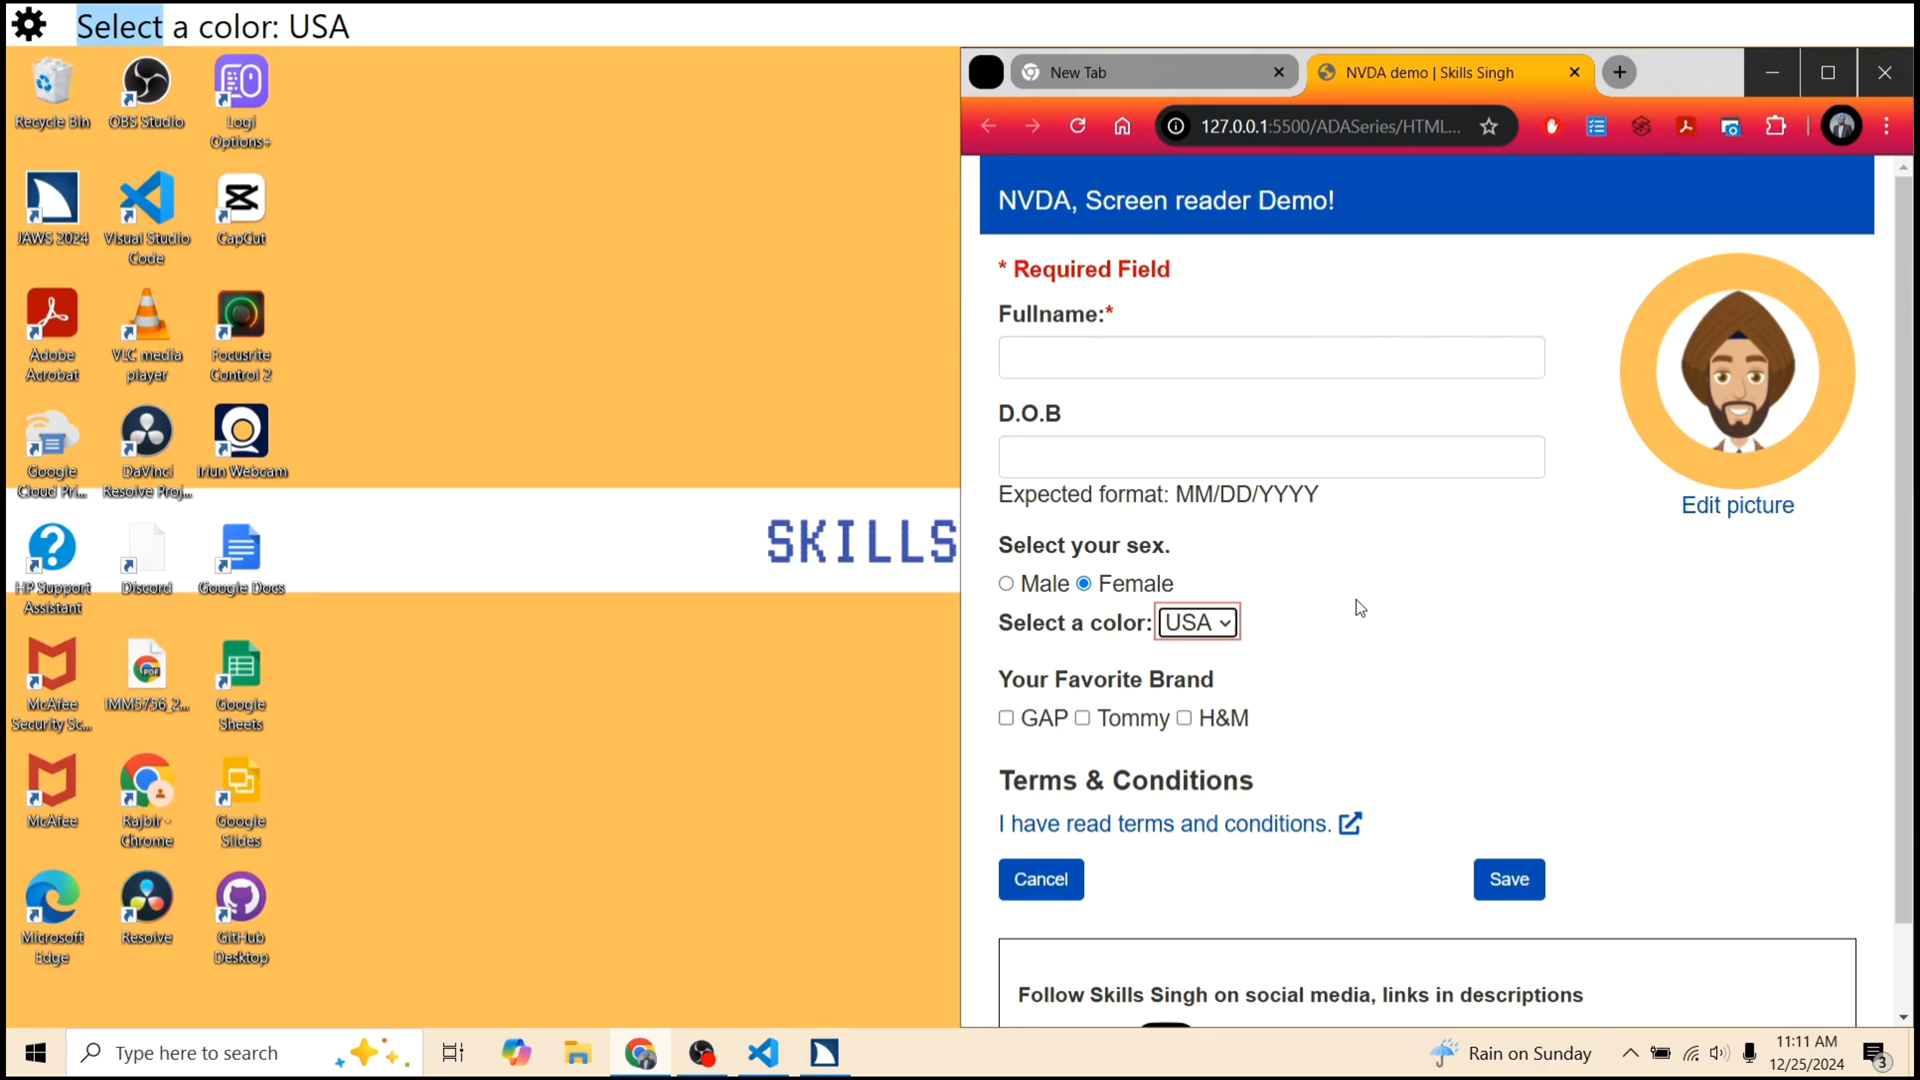 Select a color: USA
Recycle Bin
OBS Studio
Logi
Options+
JAWS 2024
Visual Studio
Code
CapCut
Adobe
Acrobat
VLC media
player
Focusrite
Control 2
Google
Cloud Pri...
DaVinci
Resolve Proj...
Iriun Webcam
HP Support
Assistant
Discord
Google Docs
McAfee
Security Sc...
PDF
IMM5756_2...
Google
Sheets
McAfee
Rajbir -
Chrome
Google
Slides
Microsoft
Edge
Resolve
GitHub
Desktop
SKILLS
New Tab
NVDA demo | Skills Singh
127.0.0.1:5500/ADASeries/HTML...
NVDA, Screen reader Demo!
* Required Field
Fullname:*
D.O.B
Expected format: MM/DD/YYYY
Edit picture
Select your sex.
Male Female
Select a color: USA
Your Favorite Brand
GAP Tommy H&M
Terms & Conditions
I have read terms and conditions.
Cancel
Save
Follow Skills Singh on social media, links in descriptions
Type here to search
Rain on Sunday
11:11 AM
12/25/2024
3